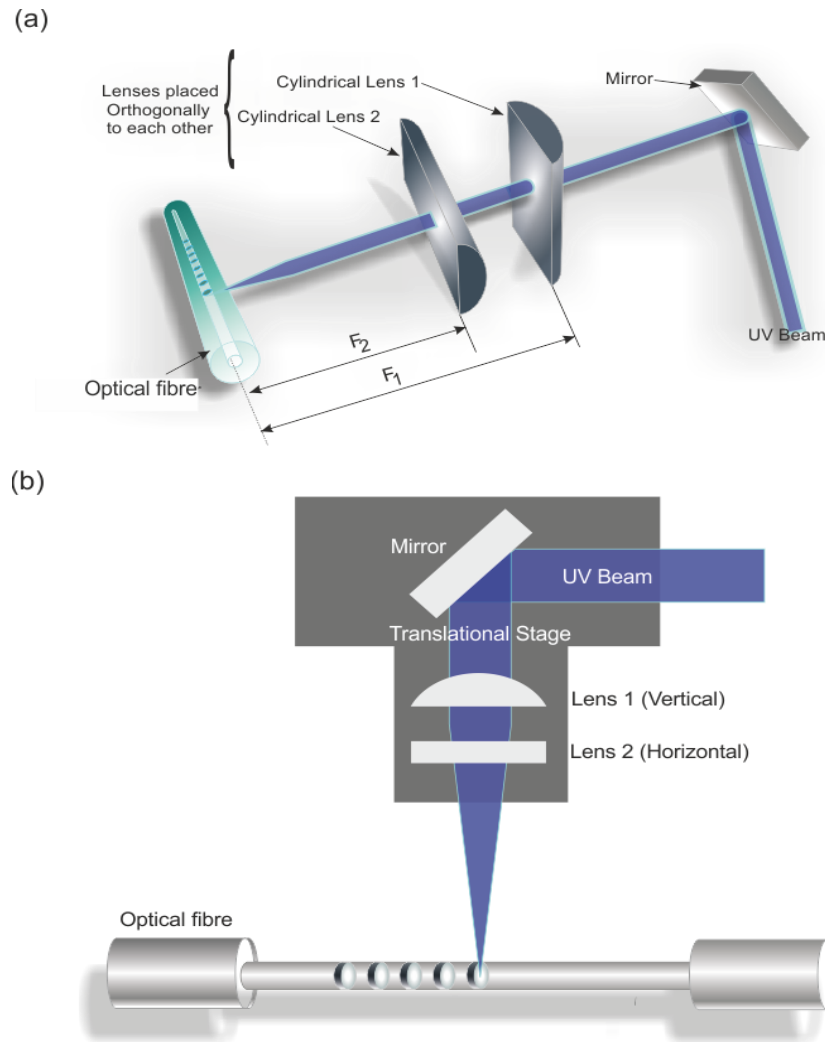 (a)
Lenses placed
Orthogonally
to each other
Cylindrical Lens 1
Cylindrical Lens 2
Mirror
UV Beam
F2
F1
Optical fibre
(b)
Mirror
UV Beam
Translational Stage
Lens 1 (Vertical)
Lens 2 (Horizontal)
Optical fibre